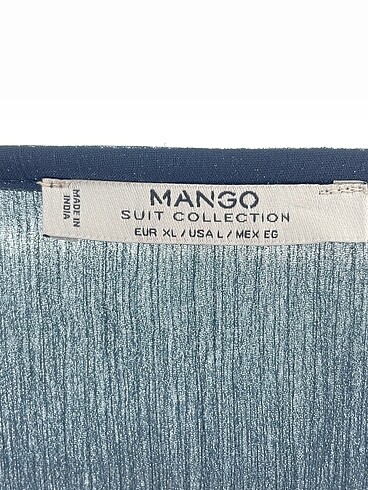 MANGO
SUIT COLLECTION
EUR XL / USA L / MEX EG
MADE IN
INDIA